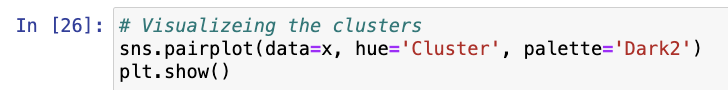 In [26]: # Visualizeing the clusters
sns.pairplot(data=x, hue='Cluster', palette='Dark2')
plt.show()